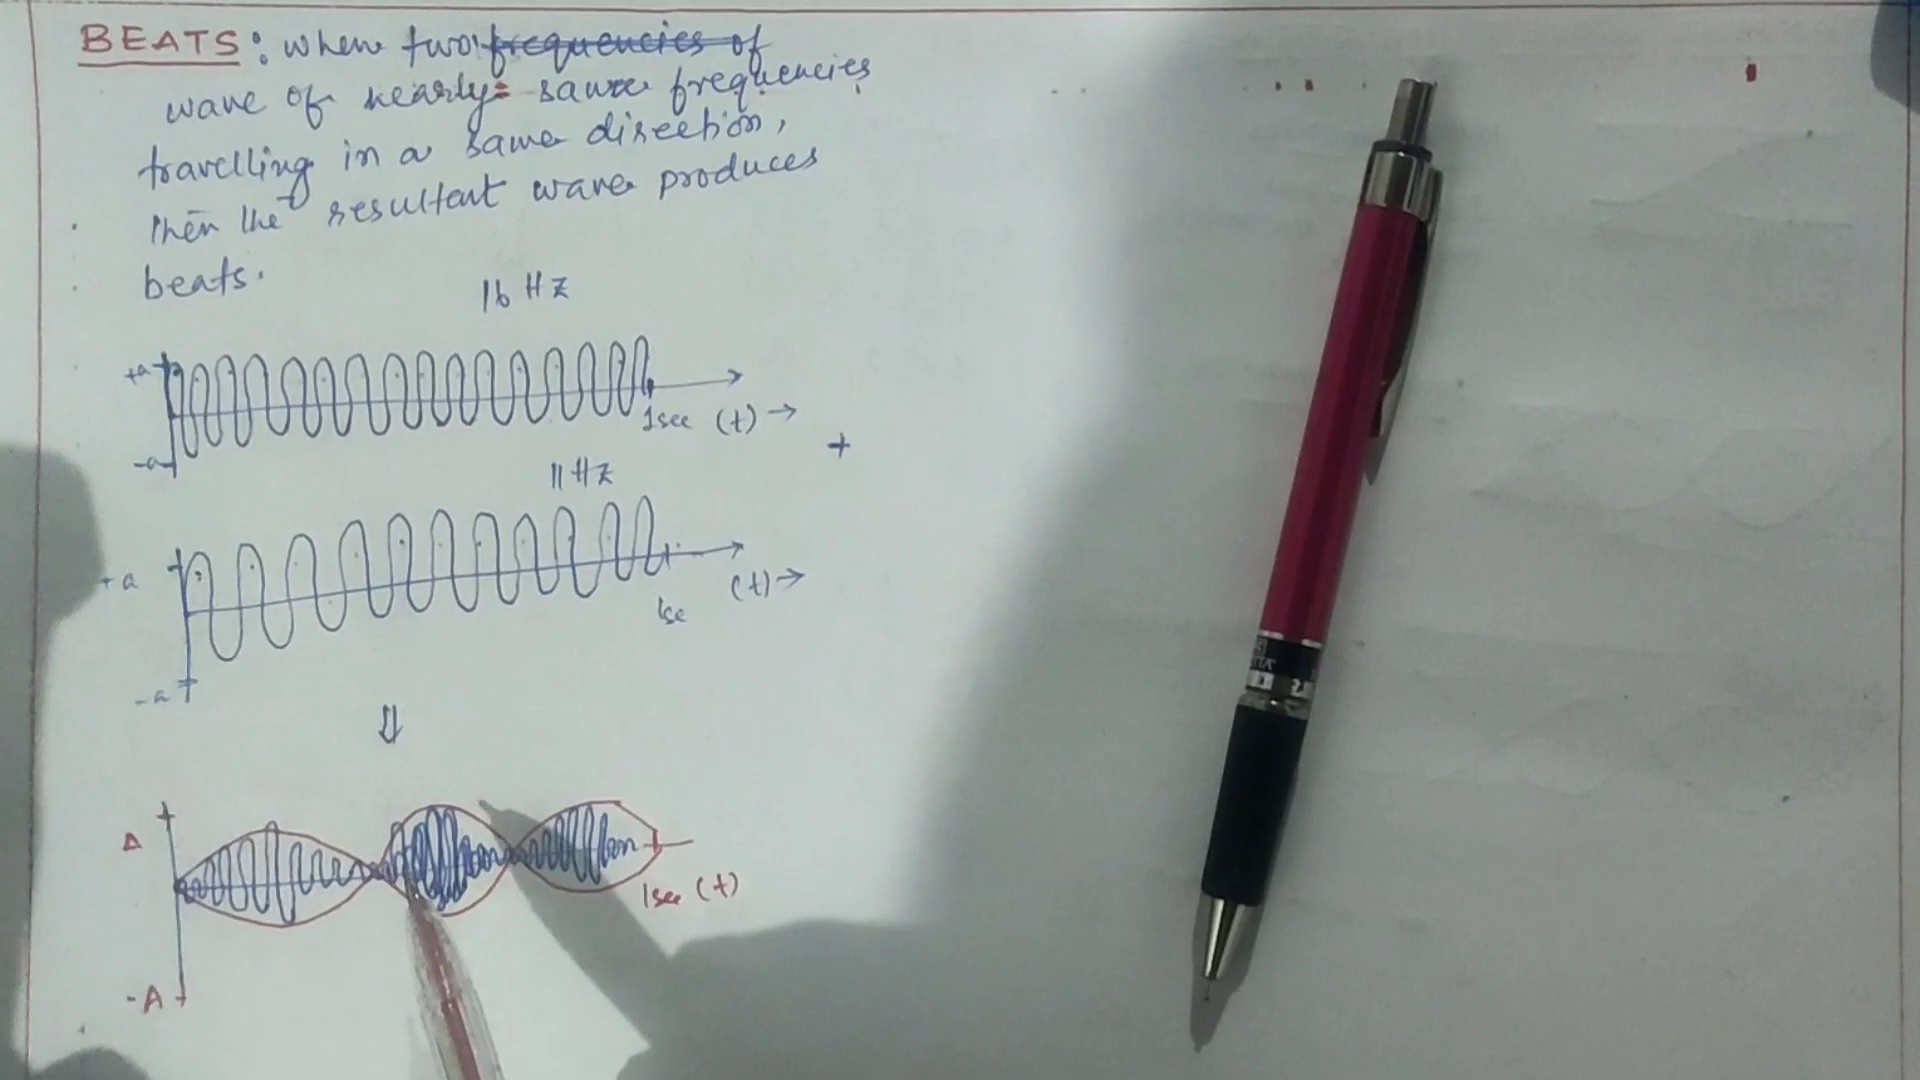 BEATS: when two frequencies of
wave of nearly same frequencies
travelling in a same direction,
then the resultant wave produces
beats.
16 HZ
+a
-a
1sec (t) →
+
11 HZ
+a
-a
1se
(t) →
⇓
A
-A
1sec (t)